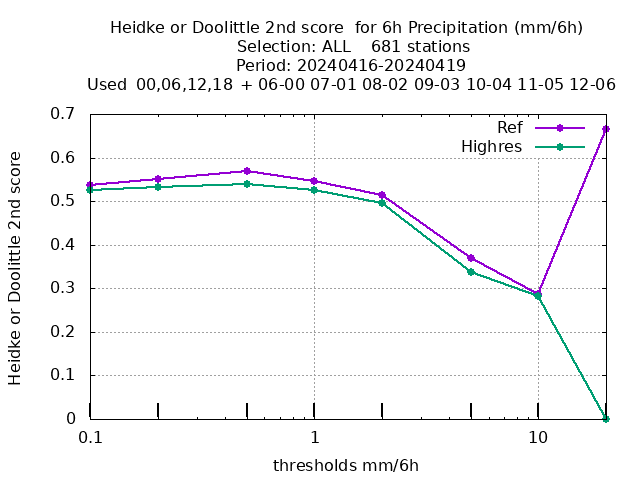 Heidke or Doolittle 2nd score  for 6h Precipitation (mm/6h)
Selection: ALL    681 stations
Period: 20240416-20240419
Used  00,06,12,18  + 06-00 07-01 08-02 09-03 10-04 11-05 12-06
Ref
Highres
0.7
0.6
0.5
0.4
0.3
0.2
0.1
0
Heidke or Doolittle 2nd score
0.1 1 10
thresholds mm/6h